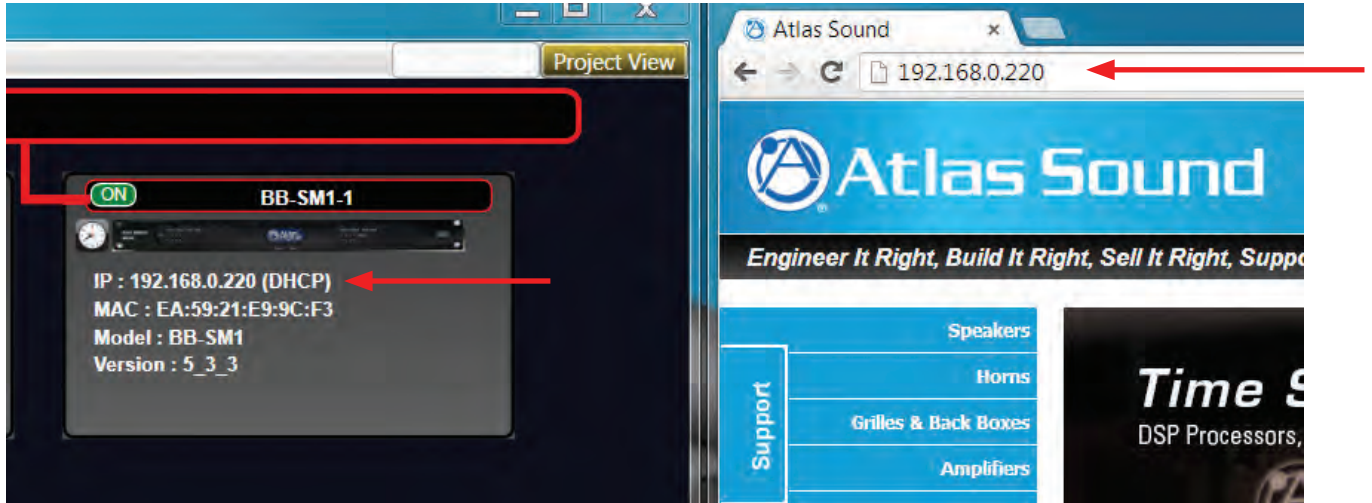 Project View
ON
BB-SM1-1
IP : 192.168.0.220 (DHCP)
MAC : EA:59:21:E9:9C:F3
Model : BB-SM1
Version : 5_3_3
Atlas Sound
192.168.0.220
Atlas Sound
Engineer It Right, Build It Right, Sell It Right, Suppo
Support
Speakers
Horns
Grilles & Back Boxes
Amplifiers
Time S
DSP Processors,